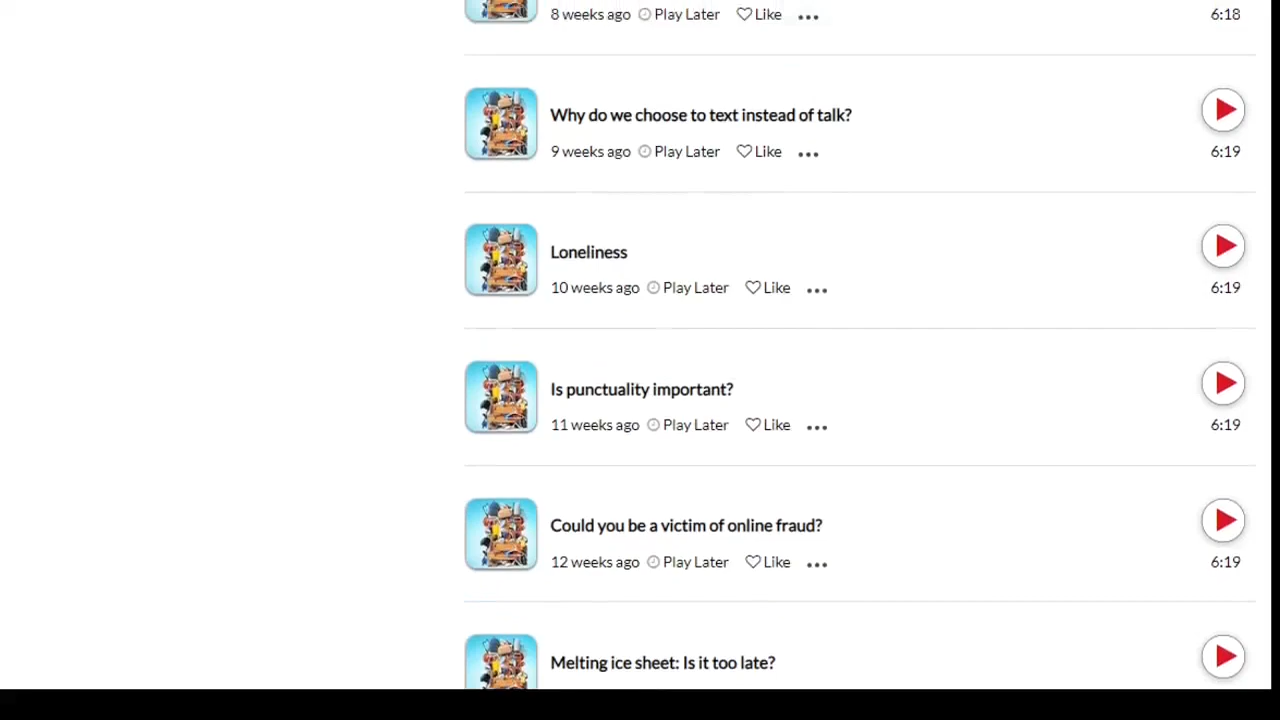 8 weeks ago Play Later Like ... 6:18
Why do we choose to text instead of talk?
9 weeks ago Play Later Like ... 6:19
Loneliness
10 weeks ago Play Later Like ... 6:19
Is punctuality important?
11 weeks ago Play Later Like ... 6:19
Could you be a victim of online fraud?
12 weeks ago Play Later Like ... 6:19
Melting ice sheet: Is it too late?